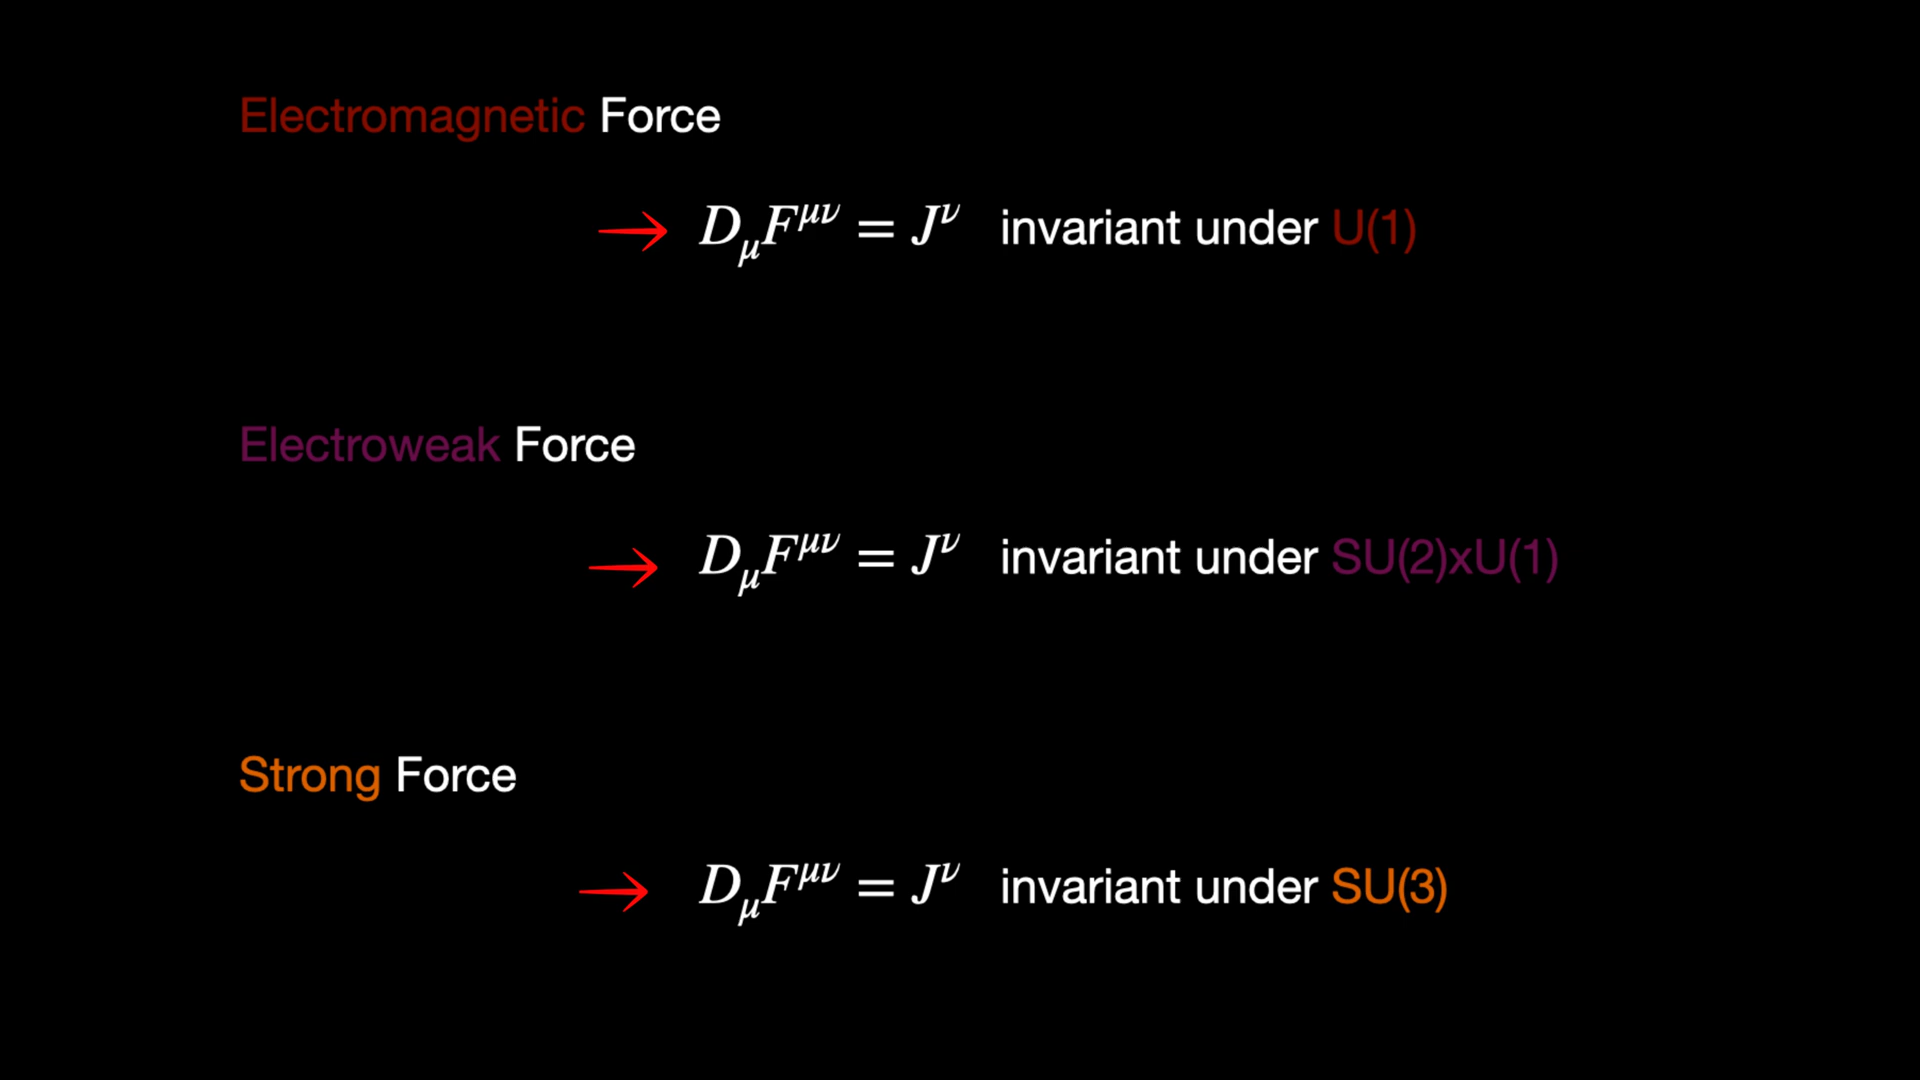 Electromagnetic Force
→ D_μF^{μν} = J^ν invariant under U(1)
Electroweak Force
→ D_μF^{μν} = J^ν invariant under SU(2)xU(1)
Strong Force
→ D_μF^{μν} = J^ν invariant under SU(3)